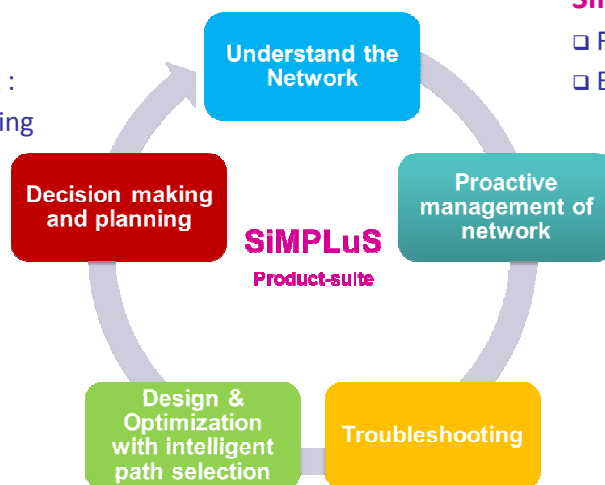 Understand the
Network
:
ing
Decision making
and planning
Proactive
management of
network
SiMPLuS
Product-suite
Design &
Optimization
with intelligent
path selection
Troubleshooting